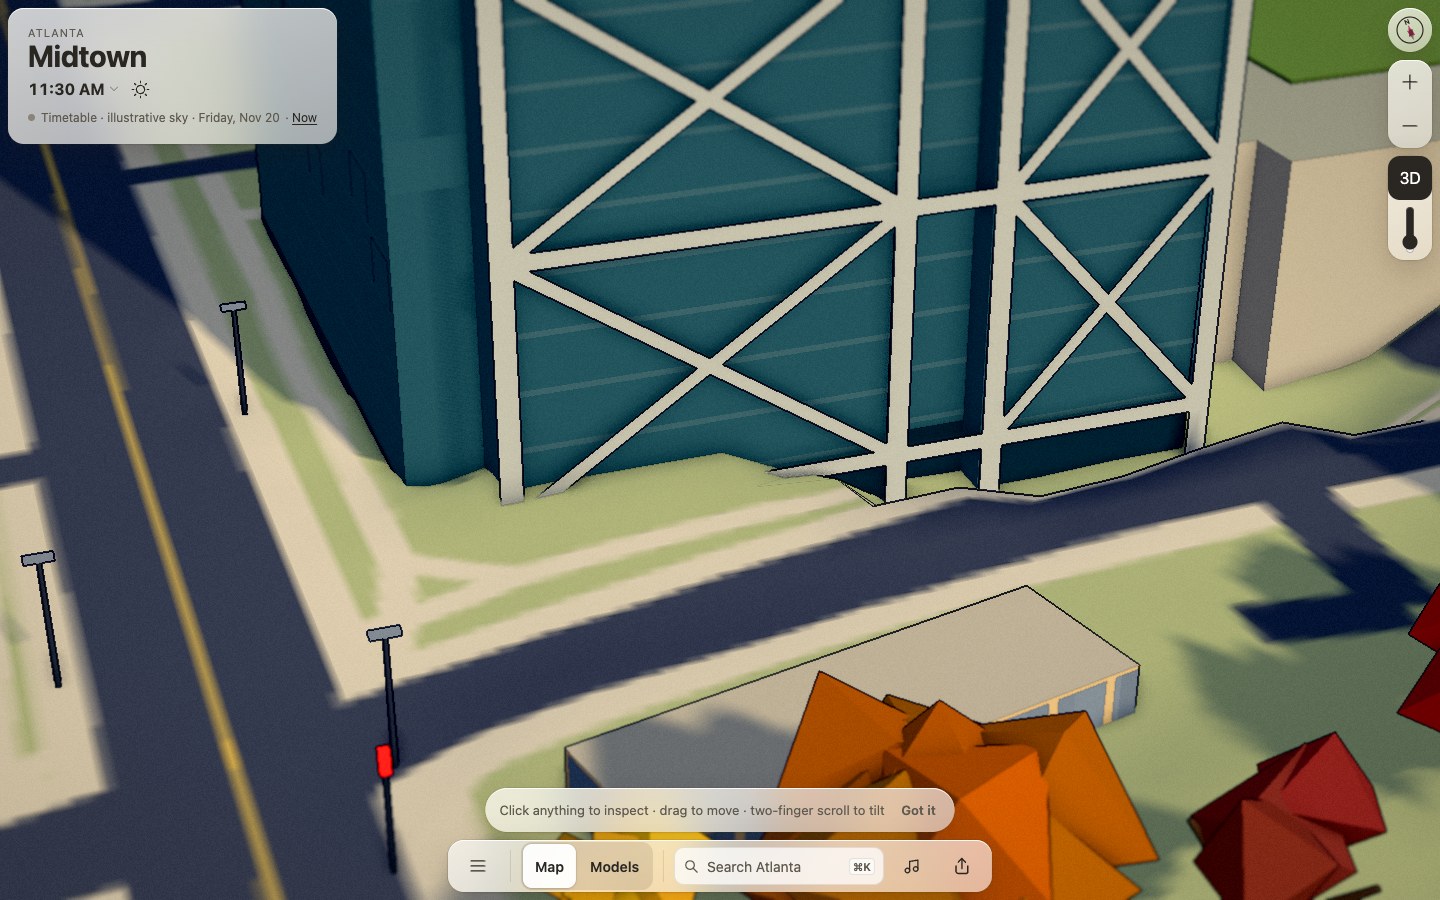 ATLANTA
Midtown
11:30 AM
Timetable · illustrative sky · Friday, Nov 20 · Now
N
3D
Click anything to inspect · drag to move · two-finger scroll to tilt Got it
Map Models Search Atlanta ⌘K